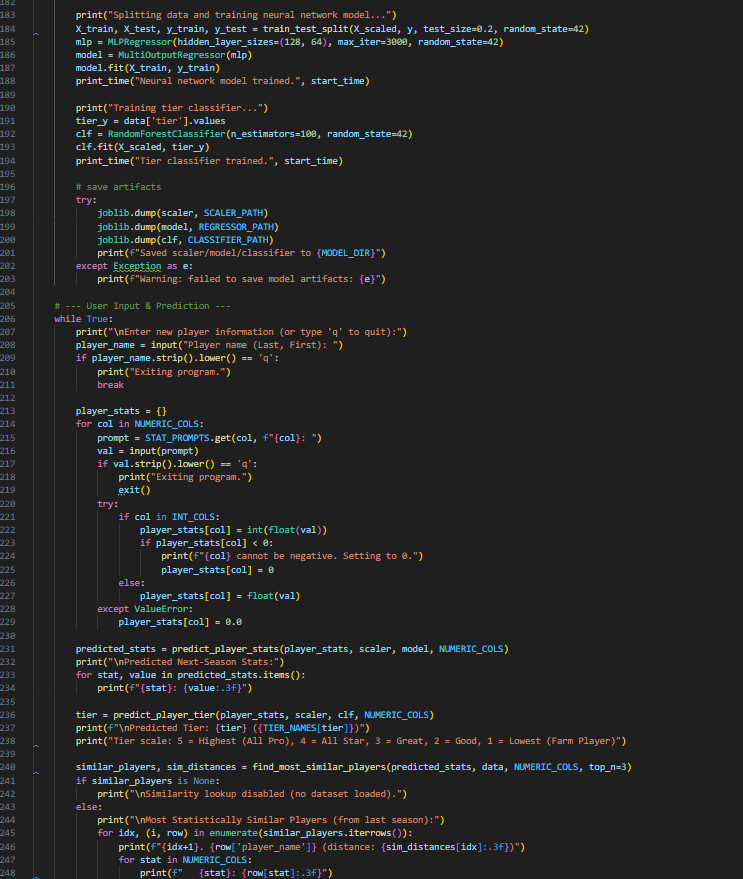 182
183 print("Splitting data and training neural network model...")
184 X_train, X_test, y_train, y_test = train_test_split(X_scaled, y, test_size=0.2, random_state=42)
185 mlp = MLPRegressor(hidden_layer_sizes=(128, 64), max_iter=3000, random_state=42)
186 model = MultiOutputRegressor(mlp)
187 model.fit(X_train, y_train)
188 print_time("Neural network model trained.", start_time)
189
190 print("Training tier classifier...")
191 tier_y = data['tier'].values
192 clf = RandomForestClassifier(n_estimators=100, random_state=42)
193 clf.fit(X_scaled, tier_y)
194 print_time("Tier classifier trained.", start_time)
195
196 # save artifacts
197 try:
198 joblib.dump(scaler, SCALER_PATH)
199 joblib.dump(model, REGRESSOR_PATH)
200 joblib.dump(clf, CLASSIFIER_PATH)
201 print(f"Saved scaler/model/classifier to {MODEL_DIR}")
202 except Exception as e:
203 print(f"Warning: failed to save model artifacts: {e}")
204
205 # --- User Input & Prediction ---
206 while True:
207 print("\nEnter new player information (or type 'q' to quit):")
208 player_name = input("Player name (Last, First): ")
209 if player_name.strip().lower() == 'q':
210 print("Exiting program.")
211 break
212
213 player_stats = {}
214 for col in NUMERIC_COLS:
215 prompt = STAT_PROMPTS.get(col, f"{col}: ")
216 val = input(prompt)
217 if val.strip().lower() == 'q':
218 print("Exiting program.")
219 exit()
220 try:
221 if col in INT_COLS:
222 player_stats[col] = int(float(val))
223 if player_stats[col] < 0:
224 print(f"{col} cannot be negative. Setting to 0.")
225 player_stats[col] = 0
226 else:
227 player_stats[col] = float(val)
228 except ValueError:
229 player_stats[col] = 0.0
230
231 predicted_stats = predict_player_stats(player_stats, scaler, model, NUMERIC_COLS)
232 print("\nPredicted Next-Season Stats:")
233 for stat, value in predicted_stats.items():
234 print(f"{stat}: {value:.3f}")
235
236 tier = predict_player_tier(player_stats, scaler, clf, NUMERIC_COLS)
237 print(f"\nPredicted Tier: {tier} ({TIER_NAMES[tier]})")
238 print("Tier scale: 5 = Highest (All Pro), 4 = All Star, 3 = Great, 2 = Good, 1 = Lowest (Farm Player)")
239
240 similar_players, sim_distances = find_most_similar_players(predicted_stats, data, NUMERIC_COLS, top_n=3)
241 if similar_players is None:
242 print("\nSimilarity lookup disabled (no dataset loaded).")
243 else:
244 print("\nMost Statistically Similar Players (from last season):")
245 for idx, (i, row) in enumerate(similar_players.iterrows()):
246 print(f"{idx+1}. {row['player_name']} (distance: {sim_distances[idx]:.3f})")
247 for stat in NUMERIC_COLS:
248 print(f"   {stat}: {row[stat]:.3f}")